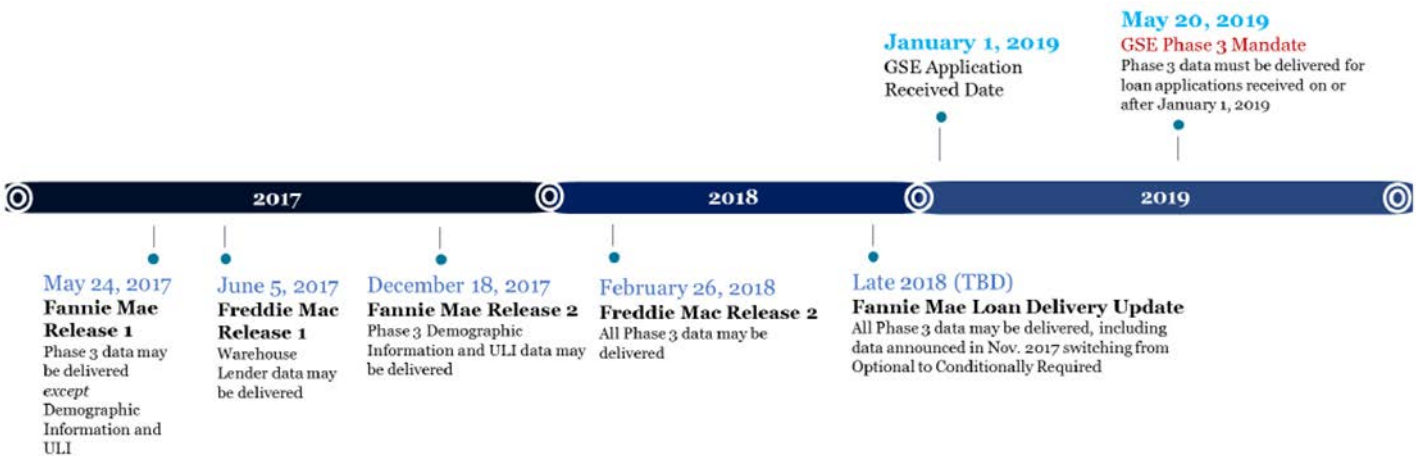 January 1, 2019
GSE Application
Received Date
May 20, 2019
GSE Phase 3 Mandate
Phase 3 data must be delivered for
loan applications received on or
after January 1, 2019
2017
2018
2019
May 24, 2017
Fannie Mae
Release 1
Phase 3 data may
be delivered
except
Demographic
Information and
ULI
June 5, 2017
Freddie Mac
Release 1
Warehouse
Lender data may
be delivered
December 18, 2017
Fannie Mae Release 2
Phase 3 Demographic
Information and ULI data may
be delivered
February 26, 2018
Freddie Mac Release 2
All Phase 3 data may be
delivered
Late 2018 (TBD)
Fannie Mae Loan Delivery Update
All Phase 3 data may be delivered, including
data announced in Nov. 2017 switching from
Optional to Conditionally Required